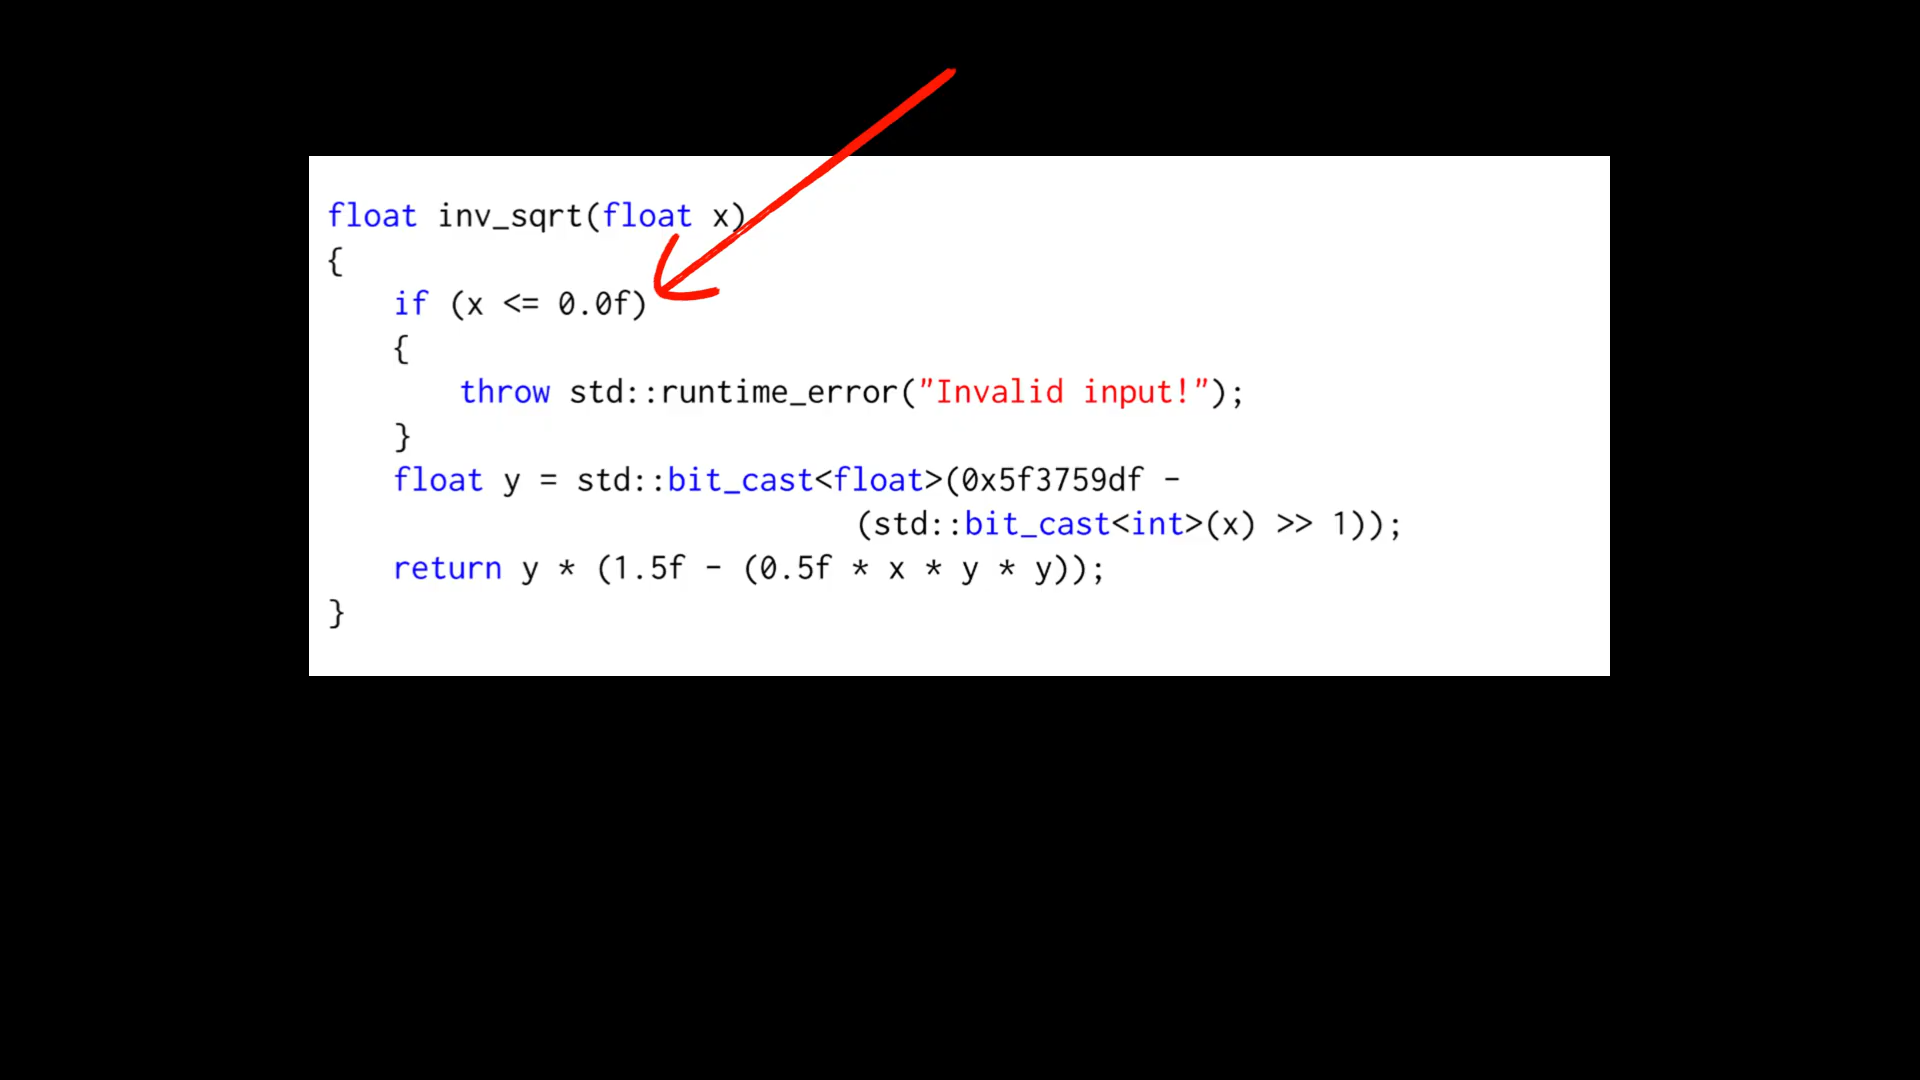 float inv_sqrt(float x)
{
    if (x <= 0.0f)
    {
        throw std::runtime_error("Invalid input!");
    }
    float y = std::bit_cast<float>(0x5f3759df -
                             (std::bit_cast<int>(x) >> 1));
    return y * (1.5f - (0.5f * x * y * y));
}